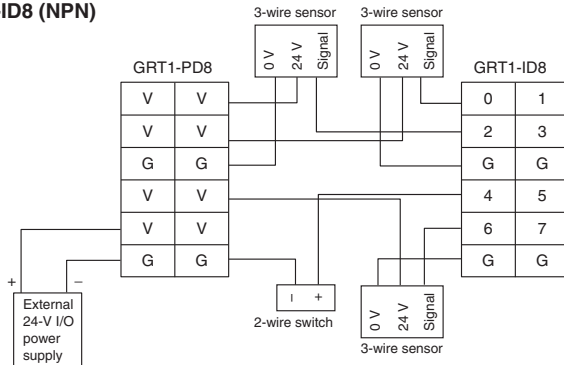 -ID8 (NPN)
3-wire sensor
3-wire sensor
0 V
24 V
Signal
0 V
24 V
Signal
GRT1-PD8
GRT1-ID8
V V
V V
G G
V V
V V
G G
0 1
2 3
G G
4 5
6 7
G G
+
–
External
24-V I/O
power
supply
– +
2-wire switch
0 V
24 V
Signal
3-wire sensor